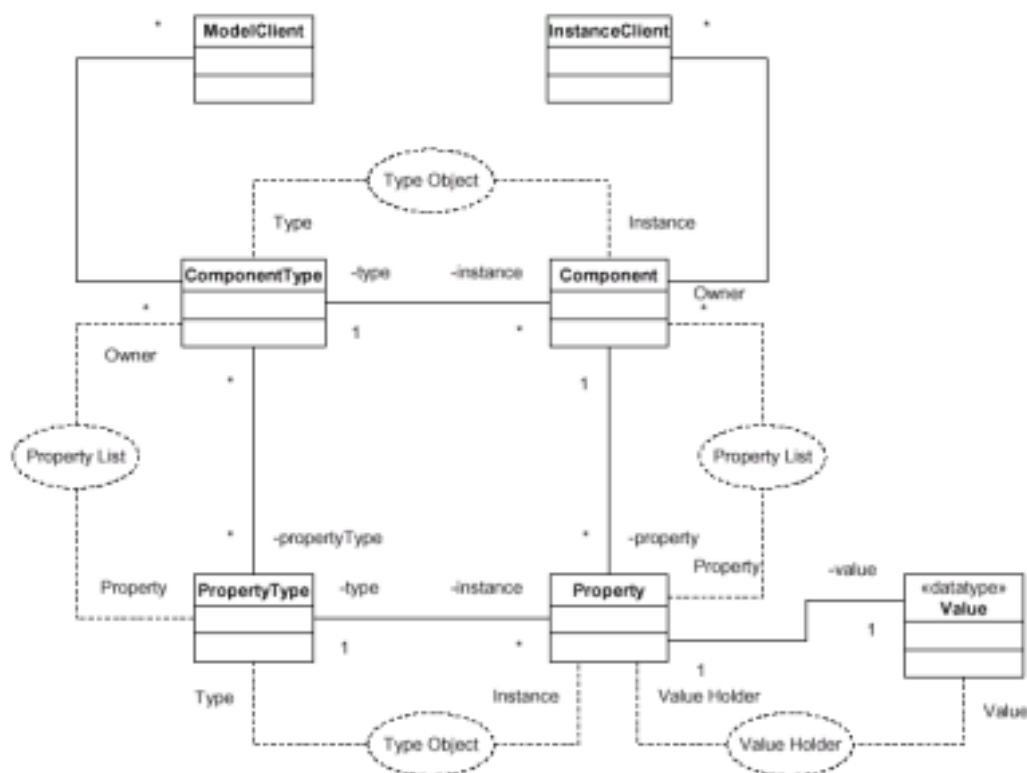 * ModelClient InstanceClient *
Type Object
Type Instance
ComponentType -type -instance Component
Owner
* 1 * *
Owner
* 1
Property List Property List
* -propertyType * -property
Property Property
-value
PropertyType -type -instance Property «datatype»
Value
1 * 1 1
Type Instance Value Holder Value
Type Object Value Holder